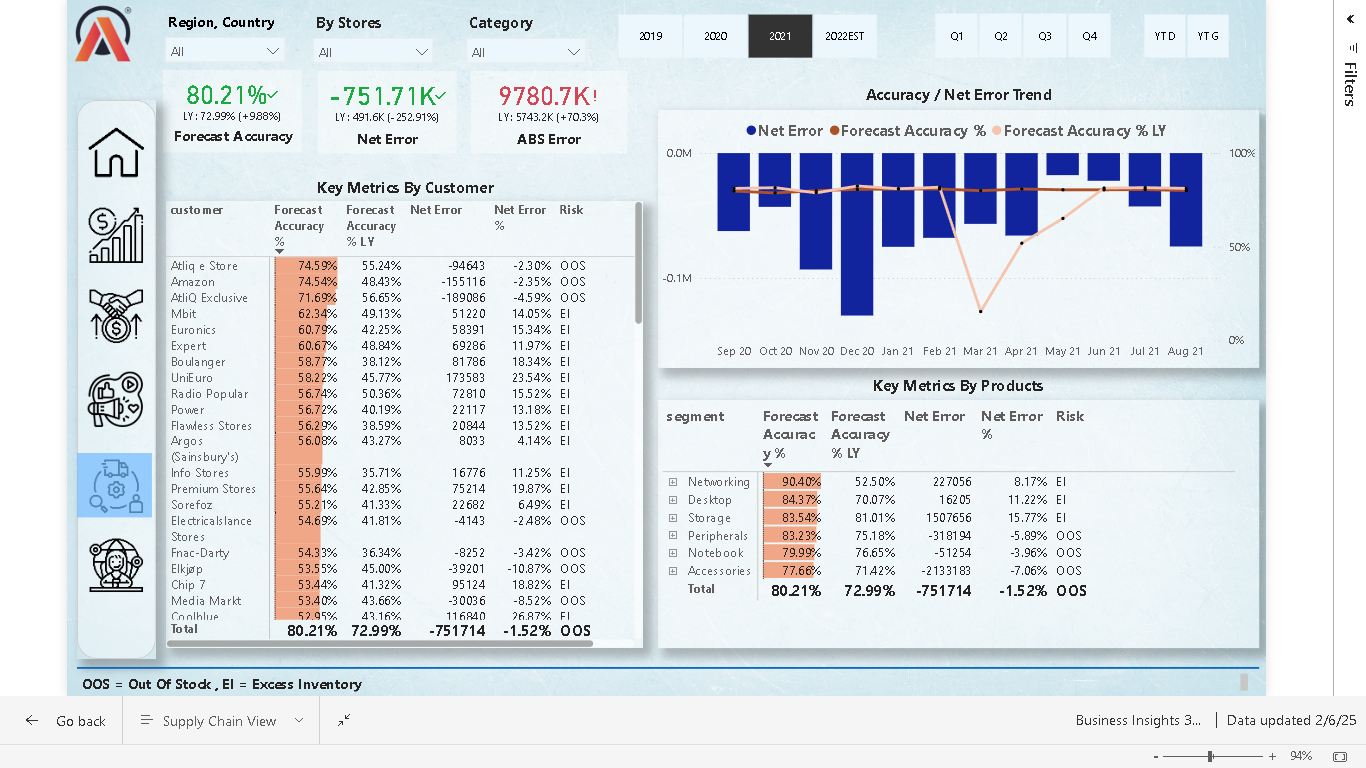 Region, Country By Stores Category
All All All
2019 2020 2021 2022EST Q1 Q2 Q3 Q4 YTD YTG
Filters
80.21%
LY : 72.99% (+9.88%)
Forecast Accuracy
-751.71K
LY : 491.6K (-252.91%)
Net Error
9780.7K!
LY : 5743.2K (+70.3%)
ABS Error
Key Metrics By Customer
customer Forecast Accuracy % Forecast Accuracy % LY Net Error Net Error % Risk
Atliq e Store 74.59% 55.24% -94643 -2.30% OOS
Amazon 74.54% 48.43% -155116 -2.35% OOS
AtliQ Exclusive 71.69% 56.65% -189086 -4.59% OOS
Mbit 62.34% 49.13% 51220 14.05% EI
Euronics 60.79% 42.25% 58391 15.34% EI
Expert 60.67% 48.84% 69286 11.97% EI
Boulanger 58.77% 38.12% 81786 18.34% EI
UniEuro 58.22% 45.77% 173583 23.54% EI
Radio Popular 56.74% 50.36% 72810 15.52% EI
Power 56.72% 40.19% 22117 13.18% EI
Flawless Stores 56.29% 38.59% 20844 13.52% EI
Argos (Sainsbury's) 56.08% 43.27% 8033 4.14% EI
Info Stores 55.99% 35.71% 16776 11.25% EI
Premium Stores 55.64% 42.85% 75214 19.87% EI
Sorefoz 55.21% 41.33% 22682 6.49% EI
Electricalslance Stores 54.69% 41.81% -4143 -2.48% OOS
Fnac-Darty 54.33% 36.34% -8252 -3.42% OOS
Elkjøp 53.55% 45.00% -39201 -10.87% OOS
Chip 7 53.44% 41.32% 95124 18.82% EI
Media Markt 53.40% 43.66% -30036 -8.52% OOS
Coolblue 52.95% 43.16% 116840 26.87% EI
Total 80.21% 72.99% -751714 -1.52% OOS
Accuracy / Net Error Trend
Net Error Forecast Accuracy % Forecast Accuracy % LY
0.0M 100%
50%
-0.1M
0%
Sep 20 Oct 20 Nov 20 Dec 20 Jan 21 Feb 21 Mar 21 Apr 21 May 21 Jun 21 Jul 21 Aug 21
Key Metrics By Products
segment Forecast Accuracy % Forecast Accuracy % LY Net Error Net Error % Risk
Networking 90.40% 52.50% 227056 8.17% EI
Desktop 84.37% 70.07% 16205 11.22% EI
Storage 83.54% 81.01% 1507656 15.77% EI
Peripherals 83.23% 75.18% -318194 -5.89% OOS
Notebook 79.99% 76.65% -51254 -3.96% OOS
Accessories 77.66% 71.42% -2133183 -7.06% OOS
Total 80.21% 72.99% -751714 -1.52% OOS
OOS = Out Of Stock , EI = Excess Inventory
Go back Supply Chain View Business Insights 3... | Data updated 2/6/25
- + 94%